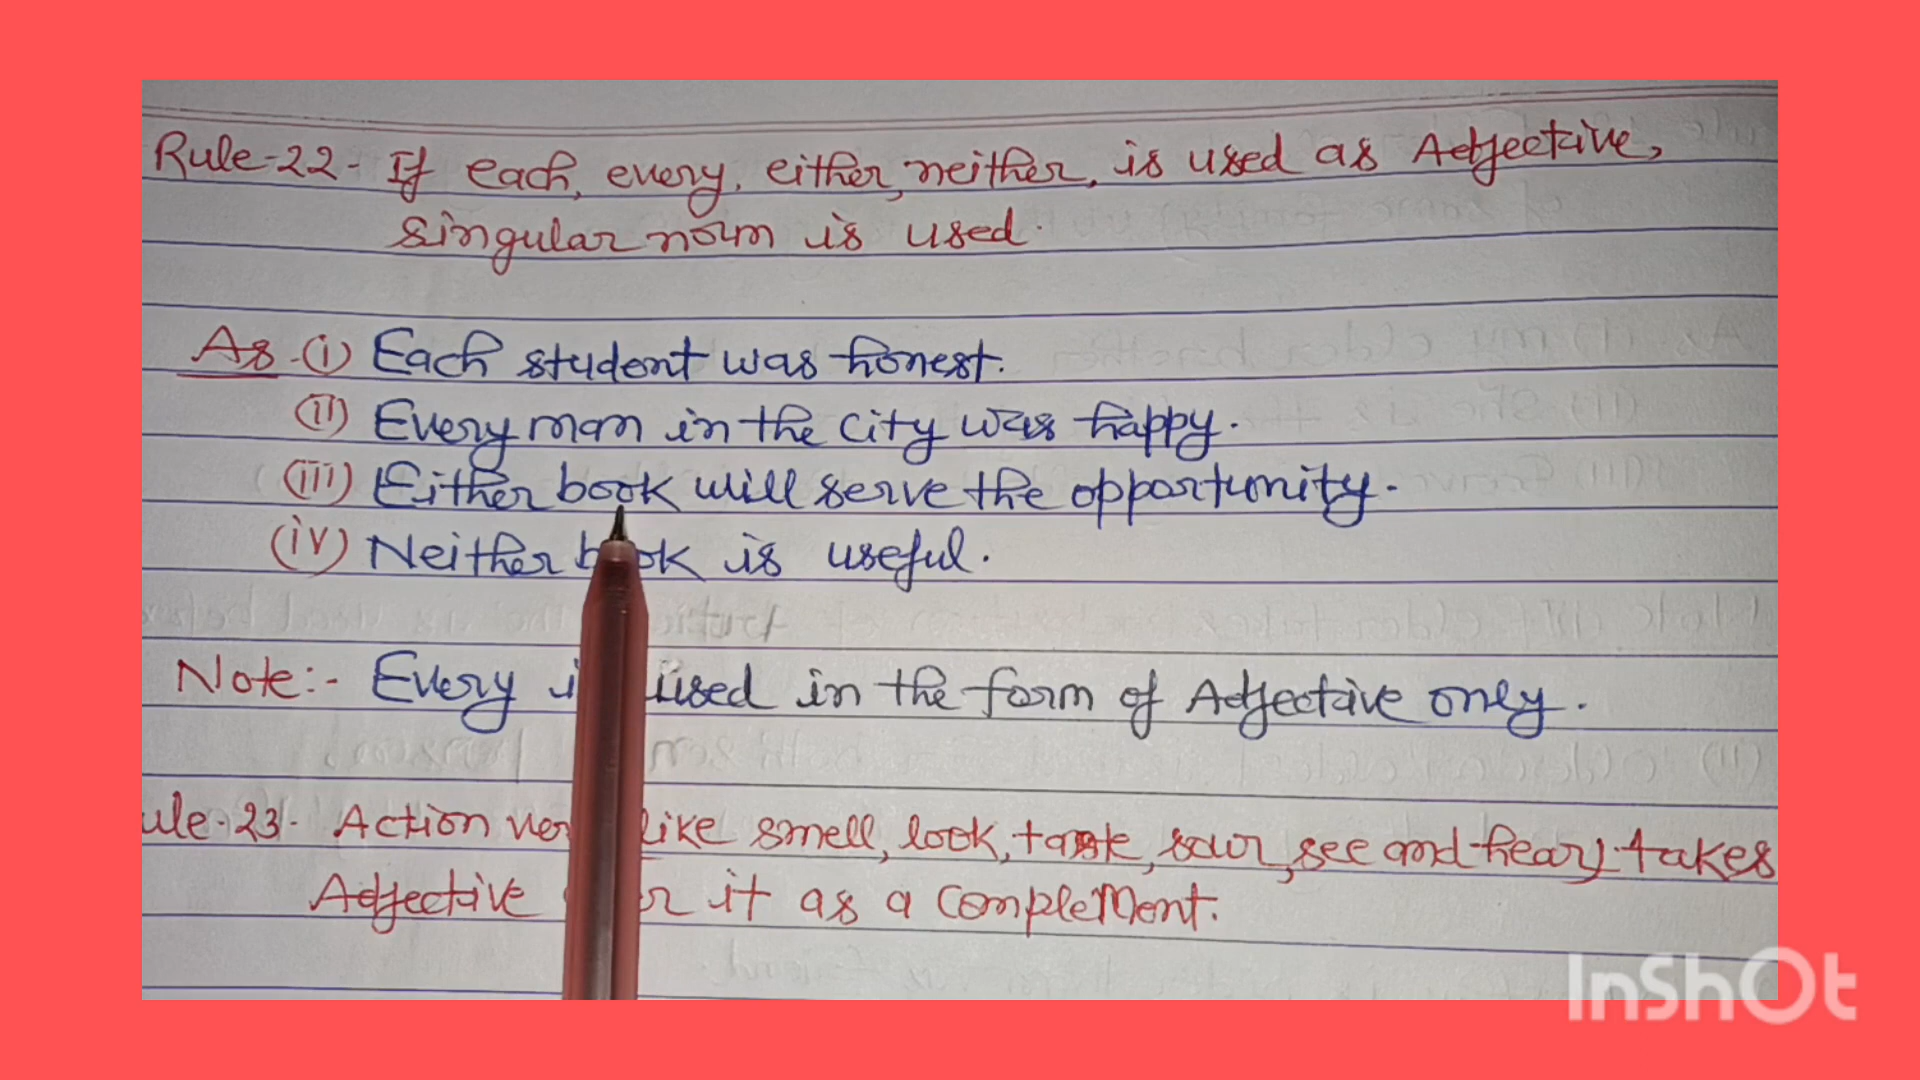 Rule-22- If each, every, either, neither, is used as Adjective,
singular noun is used.
As-(i) Each student was honest.
(ii) Every man in the city was happy.
(iii) Either book will serve the opportunity.
(iv) Neither book is useful.
Note:- Every used in the form of Adjective only.
ule-23- Action like smell, look, taste, sour, see and hear, takes
Adjective it as a complement.
InShOt